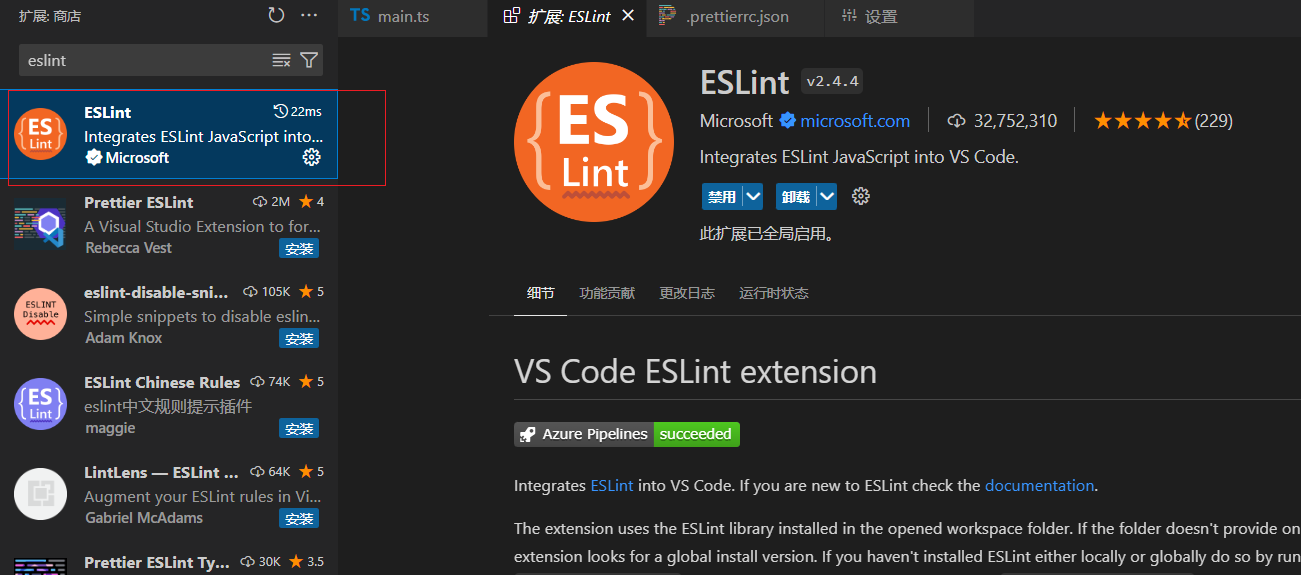 扩展: 商店
eslint
ES
Lint
ESLint
22ms
Integrates ESLint JavaScript into...
Microsoft
Prettier ESLint
2M
4
A Visual Studio Extension to for...
Rebecca Vest
安装
ESLINT
Disable
eslint-disable-sni...
105K
5
Simple snippets to disable eslin...
Adam Knox
安装
ES
Lint
ESLint Chinese Rules
74K
5
eslint中文规则提示插件
maggie
安装
LintLens — ESLint ...
64K
5
Augment your ESLint rules in Vi...
Gabriel McAdams
安装
Prettier ESLint Ty...
30K
3.5
TS main.ts
扩展: ESLint
.prettierrc.json
设置
ES
Lint
ESLint
v2.4.4
Microsoft microsoft.com
32,752,310
(229)
Integrates ESLint JavaScript into VS Code.
禁用
卸载
此扩展已全局启用。
细节 功能贡献 更改日志 运行时状态
VS Code ESLint extension
Azure Pipelines succeeded
Integrates ESLint into VS Code. If you are new to ESLint check the documentation.
The extension uses the ESLint library installed in the opened workspace folder. If the folder doesn't provide on
extension looks for a global install version. If you haven't installed ESLint either locally or globally do so by run